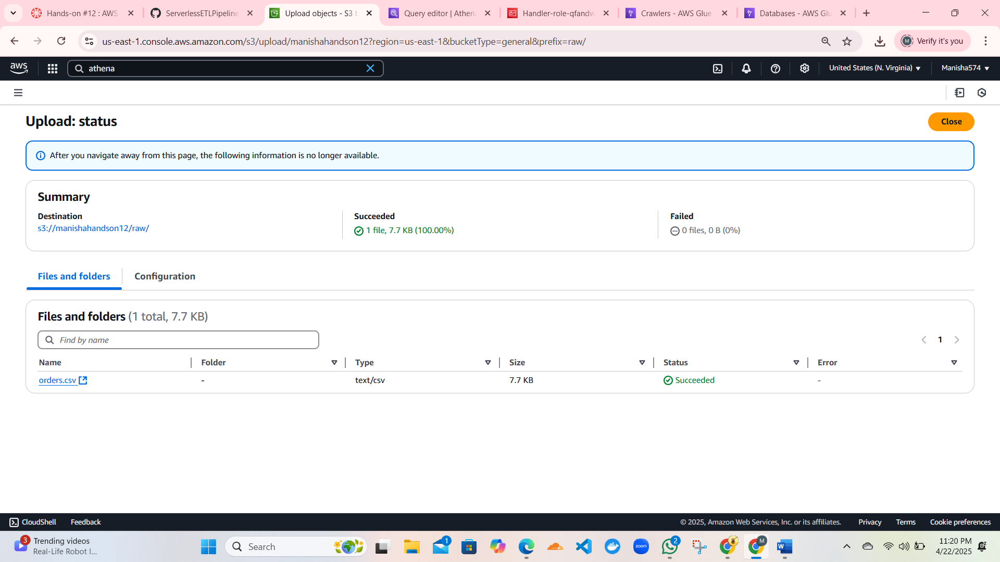 Hands-on #12 : AWS
ServerlessETLPipeline
Upload objects - S3 b
Query editor | Athena
Handler-role-qfandw
Crawlers - AWS Glue
Databases - AWS Glu
us-east-1.console.aws.amazon.com/s3/upload/manishahandson12?region=us-east-1&bucketType=general&prefix=raw/
M
Verify it's you
aws
athena
United States (N. Virginia)
Manisha574
Upload: status
Close
After you navigate away from this page, the following information is no longer available.
Summary
Destination
s3://manishahandson12/raw/
Succeeded
1 file, 7.7 KB (100.00%)
Failed
0 files, 0 B (0%)
Files and folders
Configuration
Files and folders (1 total, 7.7 KB)
Find by name
1
Name
Folder
Type
Size
Status
Error
orders.csv
-
text/csv
7.7 KB
Succeeded
-
CloudShell
Feedback
© 2025, Amazon Web Services, Inc. or its affiliates.
Privacy
Terms
Cookie preferences
3
Trending videos
Real-Life Robot I...
Search
1
zoom
2
M
W
11:20 PM
4/22/2025